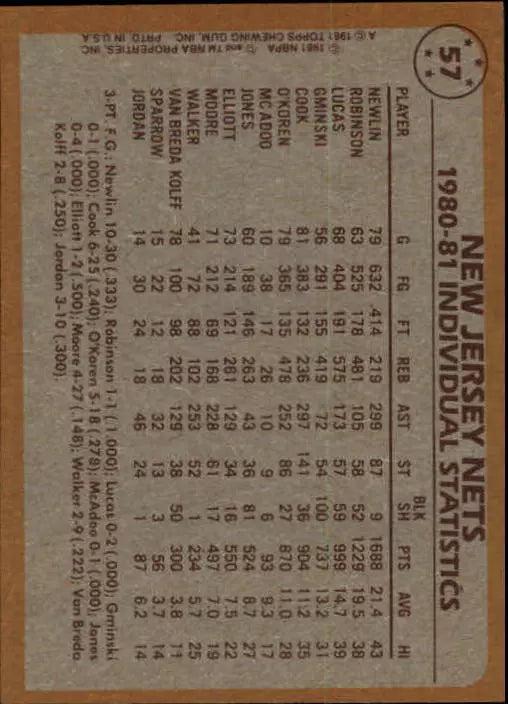 57
NEW JERSEY NETS
1980-81 INDIVIDUAL STATISTICS
PLAYER G FG FT REB AST ST BLK SH PTS AVG HI
NEWLIN 79 632 .414 219 299 87 9 1688 21.4 43
ROBINSON 63 525 178 481 105 58 52 1229 19.5 38
LUCAS 68 404 191 575 173 57 59 999 14.7 39
GMINSKI 56 291 155 419 72 54 100 737 13.2 31
COOK 81 383 132 236 297 141 36 904 11.2 35
O'KOREN 79 365 135 478 252 86 27 870 11.0 28
MC ADOO 10 38 17 26 10 9 6 93 9.3 17
JONES 60 189 146 263 43 36 81 524 8.7 27
ELLIOTT 73 214 121 261 129 34 16 550 7.5 22
MOORE 71 212 69 168 228 61 17 497 7.0 19
WALKER 41 72 88 102 253 52 1 234 5.7 25
VAN BREDA KOLFF 78 100 98 202 129 38 50 300 3.8 11
SPARROW 15 22 12 18 32 13 3 56 3.7 14
JORDAN 14 30 24 18 46 24 1 87 6.2 14
3-PT. F.G.: Newlin 10-30 (.333); Robinson 1-1 (1.000); Lucas 0-2 (.000); Gminski
0-1 (.000); Cook 6-25 (.240); O'Koren 5-18 (.278); McAdoo 0-1 (.000); Jones
0-4 (.000); Elliott 1-2 (.500); Moore 4-27 (.148); Walker 2-9 (.222); Van Breda
Kolff 2-8 (.250); Jordan 3-10 (.300).
© 1981 NBPA © and TM NBA PROPERTIES, INC.
A © 1981 TOPPS CHEWING GUM, INC. PRTD. IN U.S.A